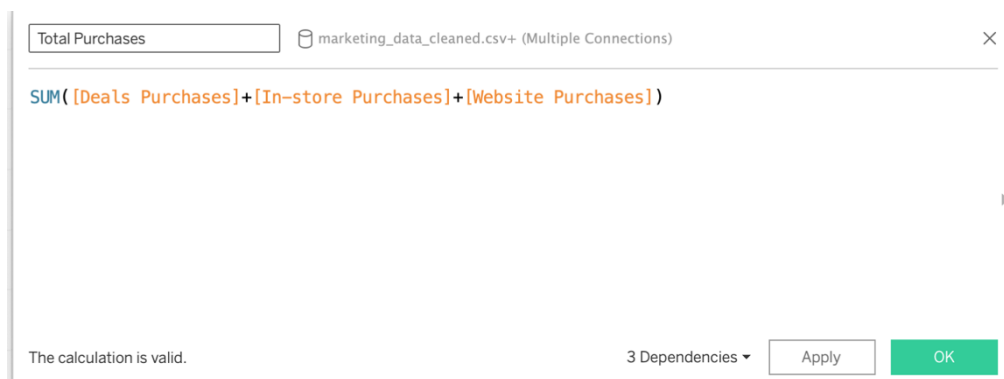 Total Purchases
marketing_data_cleaned.csv+ (Multiple Connections)
SUM([Deals Purchases]+[In-store Purchases]+[Website Purchases])
The calculation is valid.
3 Dependencies
Apply
OK